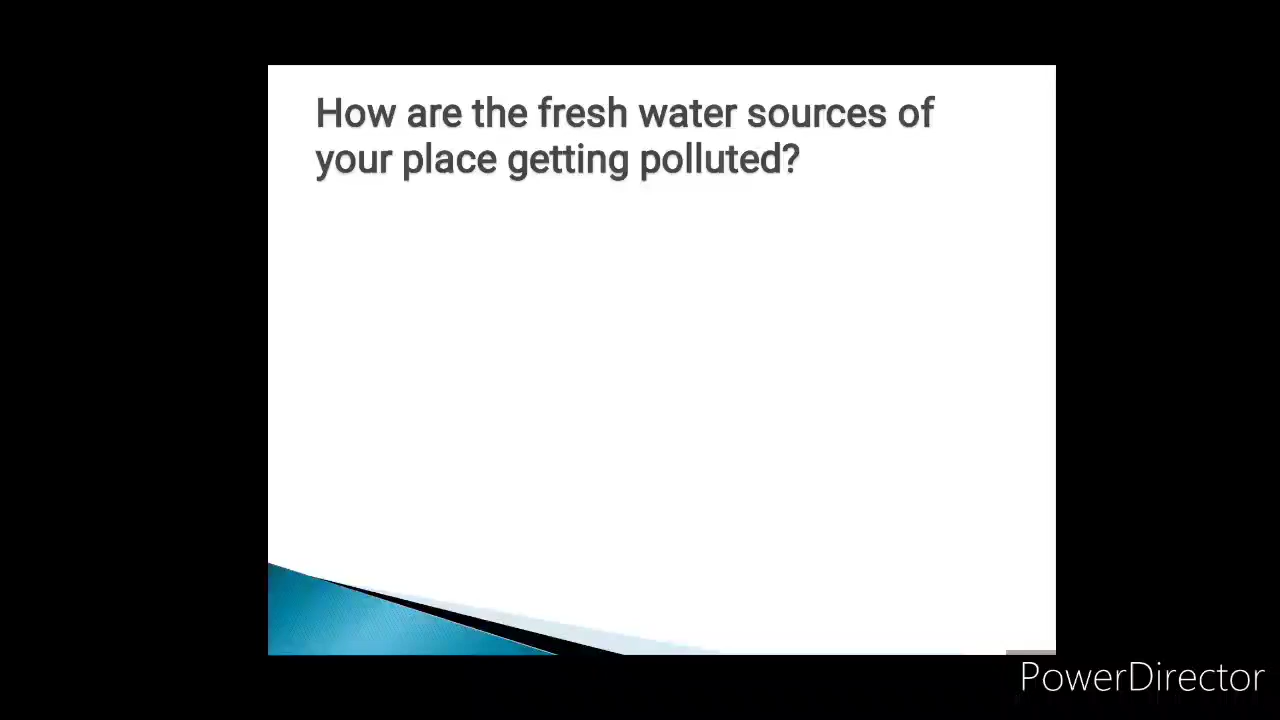 How are the fresh water sources of
your place getting polluted?
PowerDirector